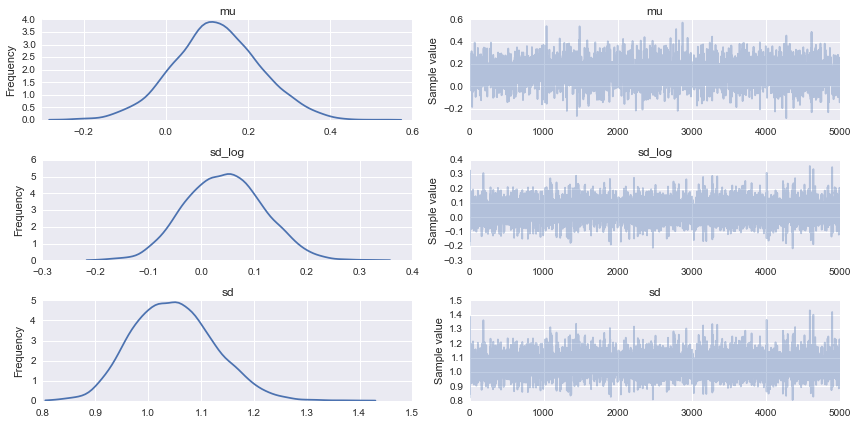 mu
Frequency
4.0
3.5
3.0
2.5
2.0
1.5
1.0
0.5
0.0
−0.2 0.0 0.2 0.4 0.6
mu
Sample value
0.6
0.4
0.2
0.0
−0.2
0 1000 2000 3000 4000 5000
sd_log
Frequency
6
5
4
3
2
1
0
−0.3 −0.2 −0.1 0.0 0.1 0.2 0.3 0.4
sd_log
Sample value
0.4
0.3
0.2
0.1
0.0
−0.1
−0.2
−0.3
0 1000 2000 3000 4000 5000
sd
Frequency
5
4
3
2
1
0
0.8 0.9 1.0 1.1 1.2 1.3 1.4 1.5
sd
Sample value
1.5
1.4
1.3
1.2
1.1
1.0
0.9
0.8
0 1000 2000 3000 4000 5000